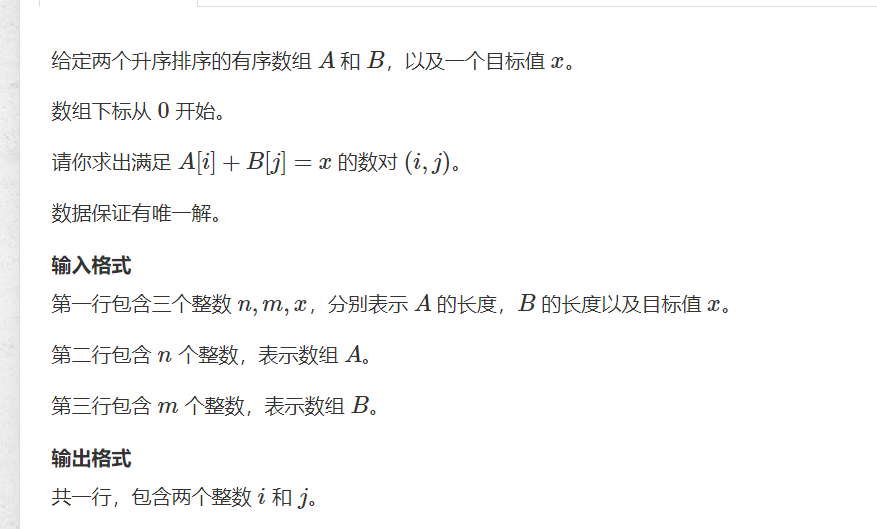 给定两个升序排序的有序数组 A 和 B，以及一个目标值 x。
数组下标从 0 开始。
请你求出满足 A[i] + B[j] = x 的数对 (i, j)。
数据保证有唯一解。
输入格式
第一行包含三个整数 n, m, x，分别表示 A 的长度，B 的长度以及目标值 x。
第二行包含 n 个整数，表示数组 A。
第三行包含 m 个整数，表示数组 B。
输出格式
共一行，包含两个整数 i 和 j。